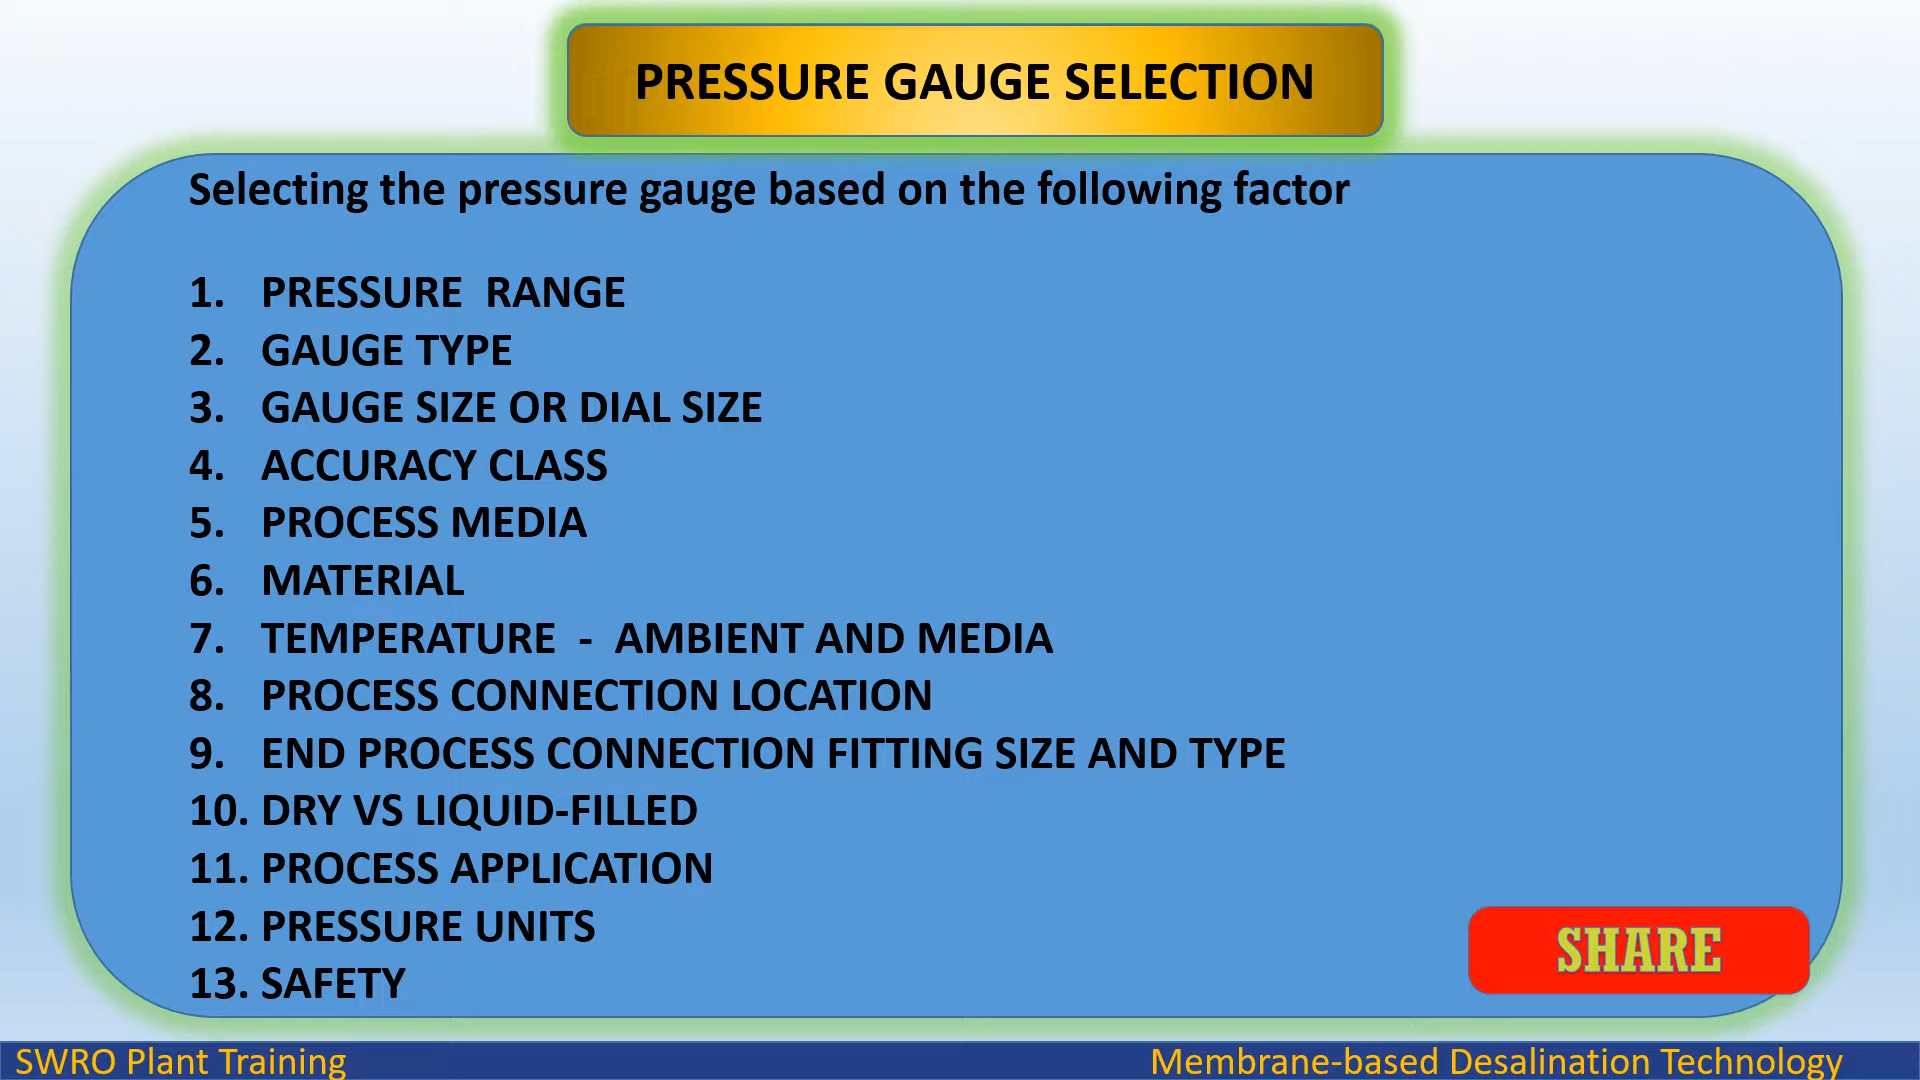 PRESSURE GAUGE SELECTION
Selecting the pressure gauge based on the following factor
1. PRESSURE RANGE
2. GAUGE TYPE
3. GAUGE SIZE OR DIAL SIZE
4. ACCURACY CLASS
5. PROCESS MEDIA
6. MATERIAL
7. TEMPERATURE - AMBIENT AND MEDIA
8. PROCESS CONNECTION LOCATION
9. END PROCESS CONNECTION FITTING SIZE AND TYPE
10. DRY VS LIQUID-FILLED
11. PROCESS APPLICATION
12. PRESSURE UNITS
13. SAFETY
SHARE
SWRO Plant Training
Membrane-based Desalination Technology